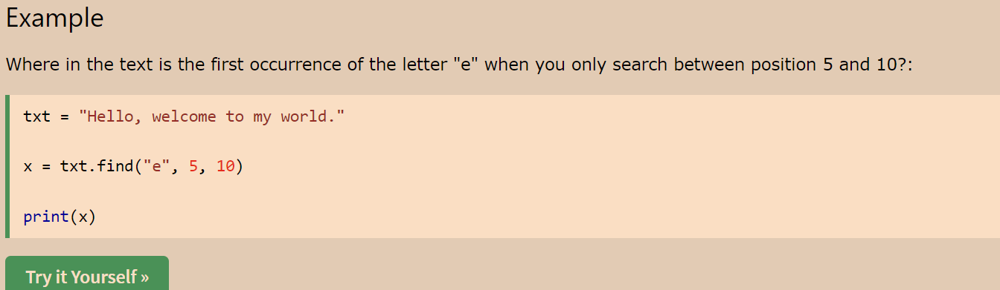 Example
Where in the text is the first occurrence of the letter "e" when you only search between position 5 and 10?:
txt = "Hello, welcome to my world."
x = txt.find("e", 5, 10)
print(x)
Try it Yourself »